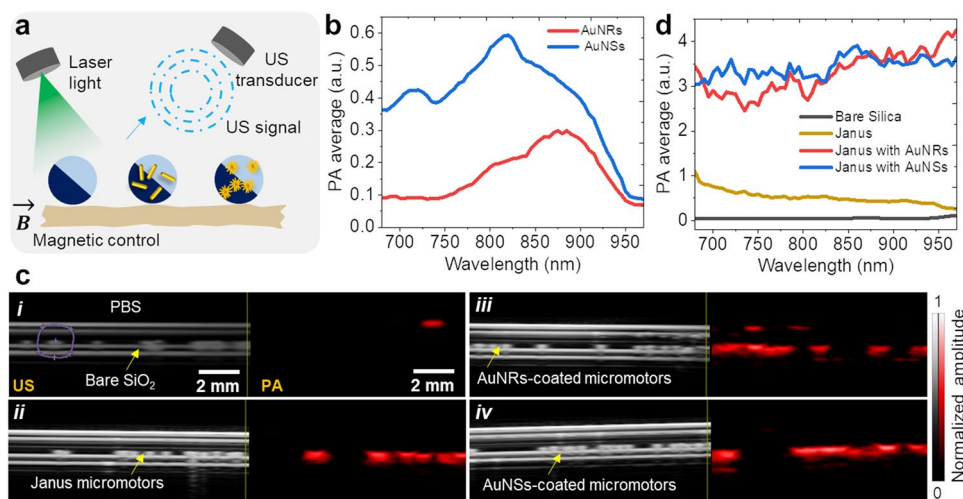 a
Laser
light
US
transducer
US signal
B
Magnetic control
b
AuNRs
AuNSs
PA average (a.u.)
0.6
0.5
0.4
0.3
0.2
0.1
0.0
700 750 800 850 900 950
Wavelength (nm)
d
PA average (a.u.)
4
3
2
1
0
Bare Silica
Janus
Janus with AuNRs
Janus with AuNSs
700 750 800 850 900 950
Wavelength (nm)
c
i
PBS
Bare SiO₂
US
2 mm
PA
2 mm
ii
Janus micromotors
iii
AuNRs-coated micromotors
iv
AuNSs-coated micromotors
1
Normalized amplitude
0